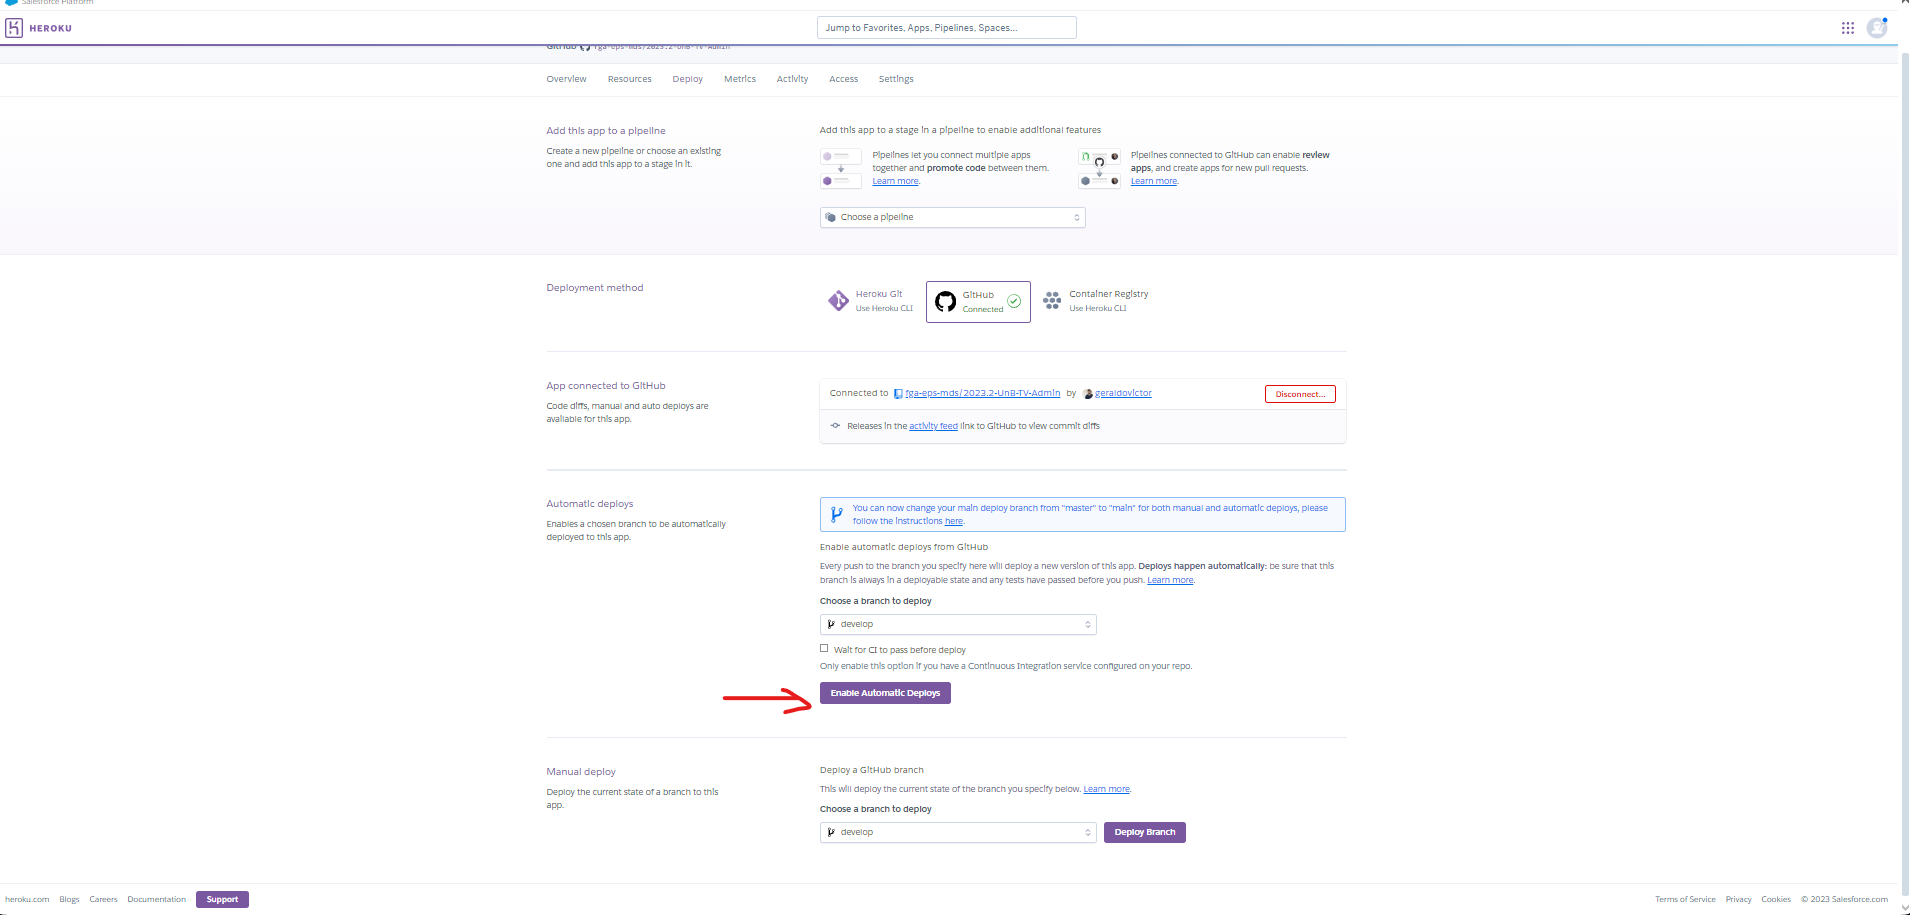 Salesforce Platform
HEROKU
Jump to Favorites, Apps, Pipelines, Spaces...
GitHub fga-eps-mds/2023.2-UnB-TV-Admin
Overview Resources Deploy Metrics Activity Access Settings
Add this app to a pipeline
Create a new pipeline or choose an existing
one and add this app to a stage in it.
Add this app to a stage in a pipeline to enable additional features
Pipelines let you connect multiple apps
together and promote code between them.
Learn more.
Pipelines connected to GitHub can enable review
apps, and create apps for new pull requests.
Learn more.
Choose a pipeline
Deployment method
Heroku Git
Use Heroku CLI
GitHub
Connected
Container Registry
Use Heroku CLI
App connected to GitHub
Code diffs, manual and auto deploys are
available for this app.
Connected to fga-eps-mds/2023.2-UnB-TV-Admin by geraldovictor
Disconnect...
Releases in the activity feed link to GitHub to view commit diffs
Automatic deploys
Enables a chosen branch to be automatically
deployed to this app.
You can now change your main deploy branch from "master" to "main" for both manual and automatic deploys, please
follow the instructions here.
Enable automatic deploys from GitHub
Every push to the branch you specify here will deploy a new version of this app. Deploys happen automatically: be sure that this
branch is always in a deployable state and any tests have passed before you push. Learn more.
Choose a branch to deploy
develop
Wait for CI to pass before deploy
Only enable this option if you have a Continuous Integration service configured on your repo.
Enable Automatic Deploys
Manual deploy
Deploy the current state of a branch to this
app.
Deploy a GitHub branch
This will deploy the current state of the branch you specify below. Learn more.
Choose a branch to deploy
develop
Deploy Branch
heroku.com Blogs Careers Documentation Support
Terms of Service Privacy Cookies © 2023 Salesforce.com